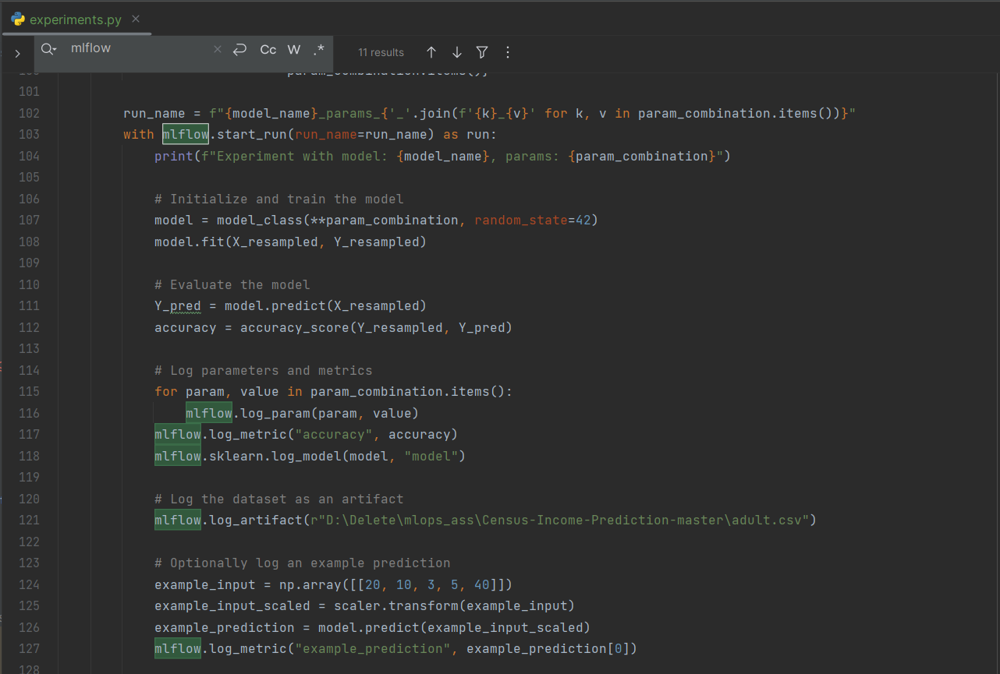 experiments.py
mlflow Cc W .* 11 results
101
102 run_name = f"{model_name}_params_{'_'.join(f'{k}_{v}' for k, v in param_combination.items())}"
103 with mlflow.start_run(run_name=run_name) as run:
104 print(f"Experiment with model: {model_name}, params: {param_combination}")
105
106 # Initialize and train the model
107 model = model_class(**param_combination, random_state=42)
108 model.fit(X_resampled, Y_resampled)
109
110 # Evaluate the model
111 Y_pred = model.predict(X_resampled)
112 accuracy = accuracy_score(Y_resampled, Y_pred)
113
114 # Log parameters and metrics
115 for param, value in param_combination.items():
116 mlflow.log_param(param, value)
117 mlflow.log_metric("accuracy", accuracy)
118 mlflow.sklearn.log_model(model, "model")
119
120 # Log the dataset as an artifact
121 mlflow.log_artifact(r"D:\Delete\mlops_ass\Census-Income-Prediction-master\adult.csv")
122
123 # Optionally log an example prediction
124 example_input = np.array([[20, 10, 3, 5, 40]])
125 example_input_scaled = scaler.transform(example_input)
126 example_prediction = model.predict(example_input_scaled)
127 mlflow.log_metric("example_prediction", example_prediction[0])
128